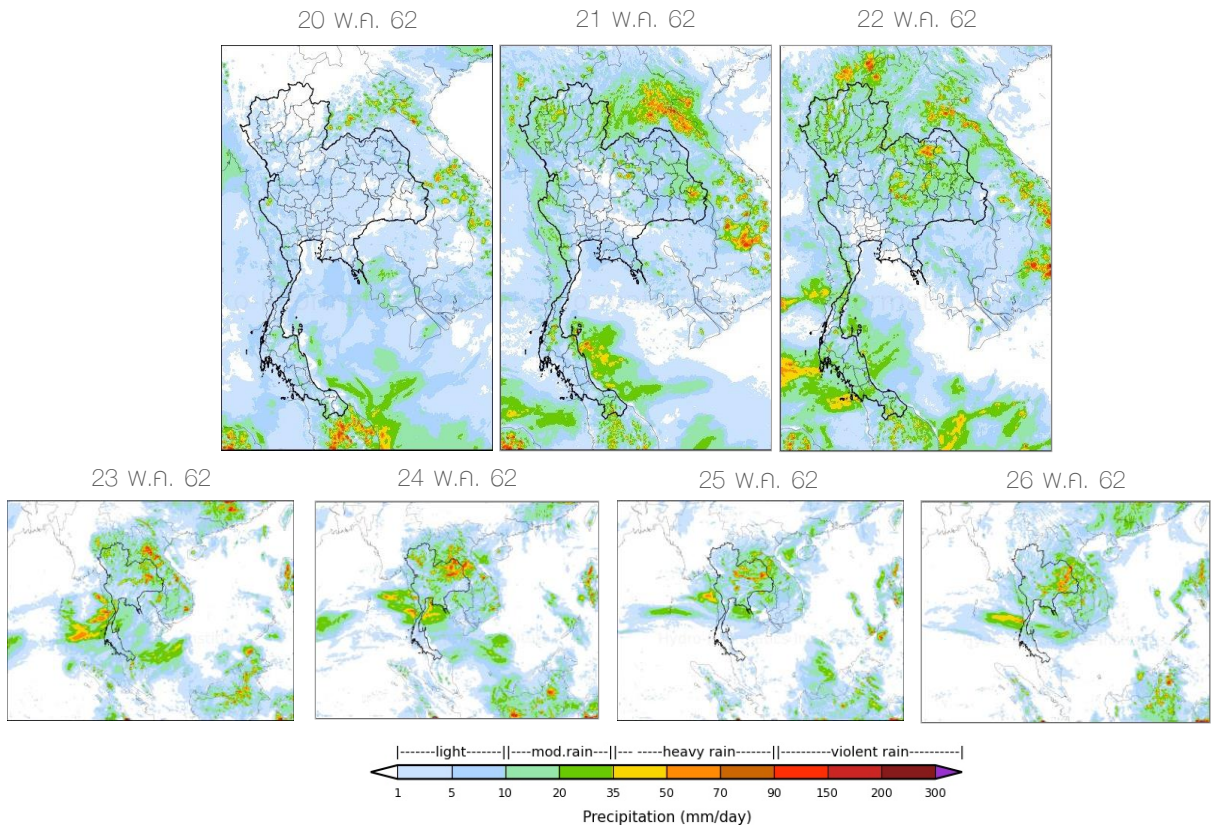 20 พ.ค. 62
21 พ.ค. 62
22 พ.ค. 62
23 พ.ค. 62
24 พ.ค. 62
25 พ.ค. 62
26 พ.ค. 62
|-------light-------||----mod.rain---||--- -----heavy rain-------||----------violent rain----------|
1 5 10 20 35 50 70 90 150 200 300
Precipitation (mm/day)